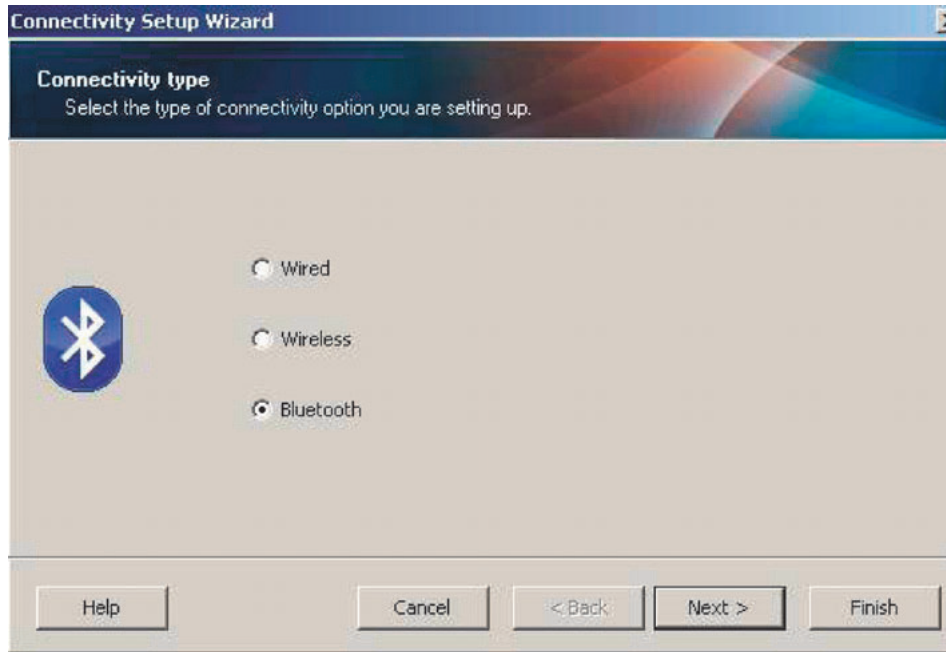 Connectivity Setup Wizard
Connectivity type
Select the type of connectivity option you are setting up.
Wired
Wireless
Bluetooth
Help
Cancel
< Back
Next >
Finish